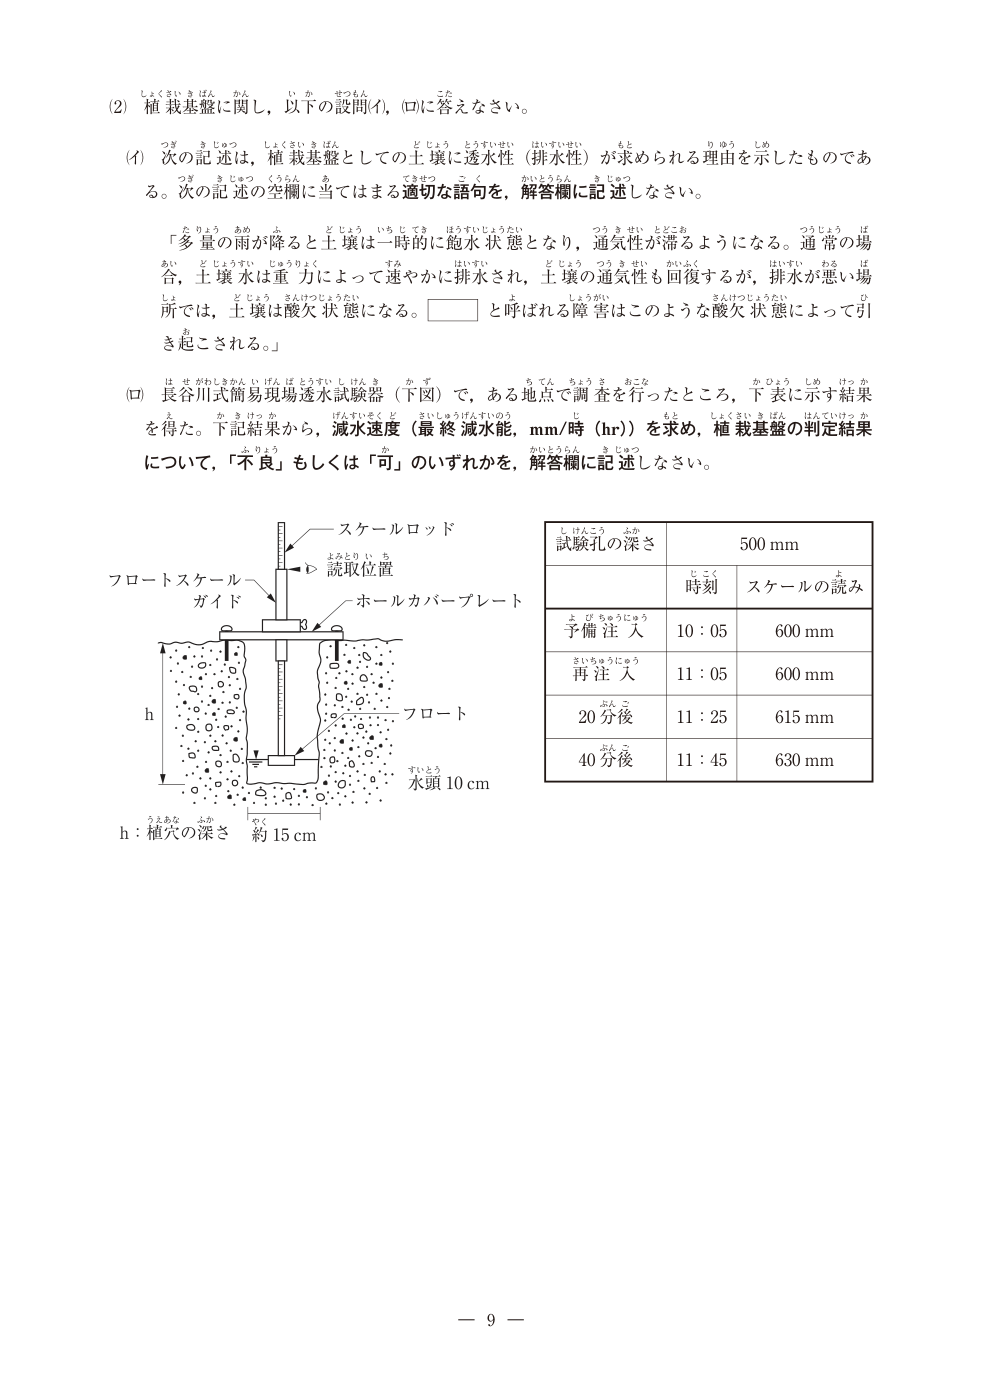 ⑵ 植栽基盤に関し，以下の設問㋑，㋺に答えなさい。
㋑ 次の記述は，植栽基盤としての土壌に透水性（排水性）が求められる理由を示したものであ
る。次の記述の空欄に当てはまる適切な語句を，解答欄に記述しなさい。
「多量の雨が降ると土壌は一時的に飽水状態となり，通気性が滞るようになる。通常の場
合，土壌水は重力によって速やかに排水され，土壌の通気性も回復するが，排水が悪い場
所では，土壌は酸欠状態になる。 と呼ばれる障害はこのような酸欠状態によって引
き起こされる。」
㋺ 長谷川式簡易現場透水試験器（下図）で，ある地点で調査を行ったところ，下表に示す結果
を得た。下記結果から，減水速度（最終減水能，mm/時（hr））を求め，植栽基盤の判定結果
について，「不良」もしくは「可」のいずれかを，解答欄に記述しなさい。
スケールロッド
読取位置
フロートスケール
ガイド
ホールカバープレート
h
フロート
水頭 10 cm
h：植穴の深さ 約 15 cm
試験孔の深さ 500 mm
時刻 スケールの読み
予備注入 10：05 600 mm
再注入 11：05 600 mm
20 分後 11：25 615 mm
40 分後 11：45 630 mm
― 9 ―